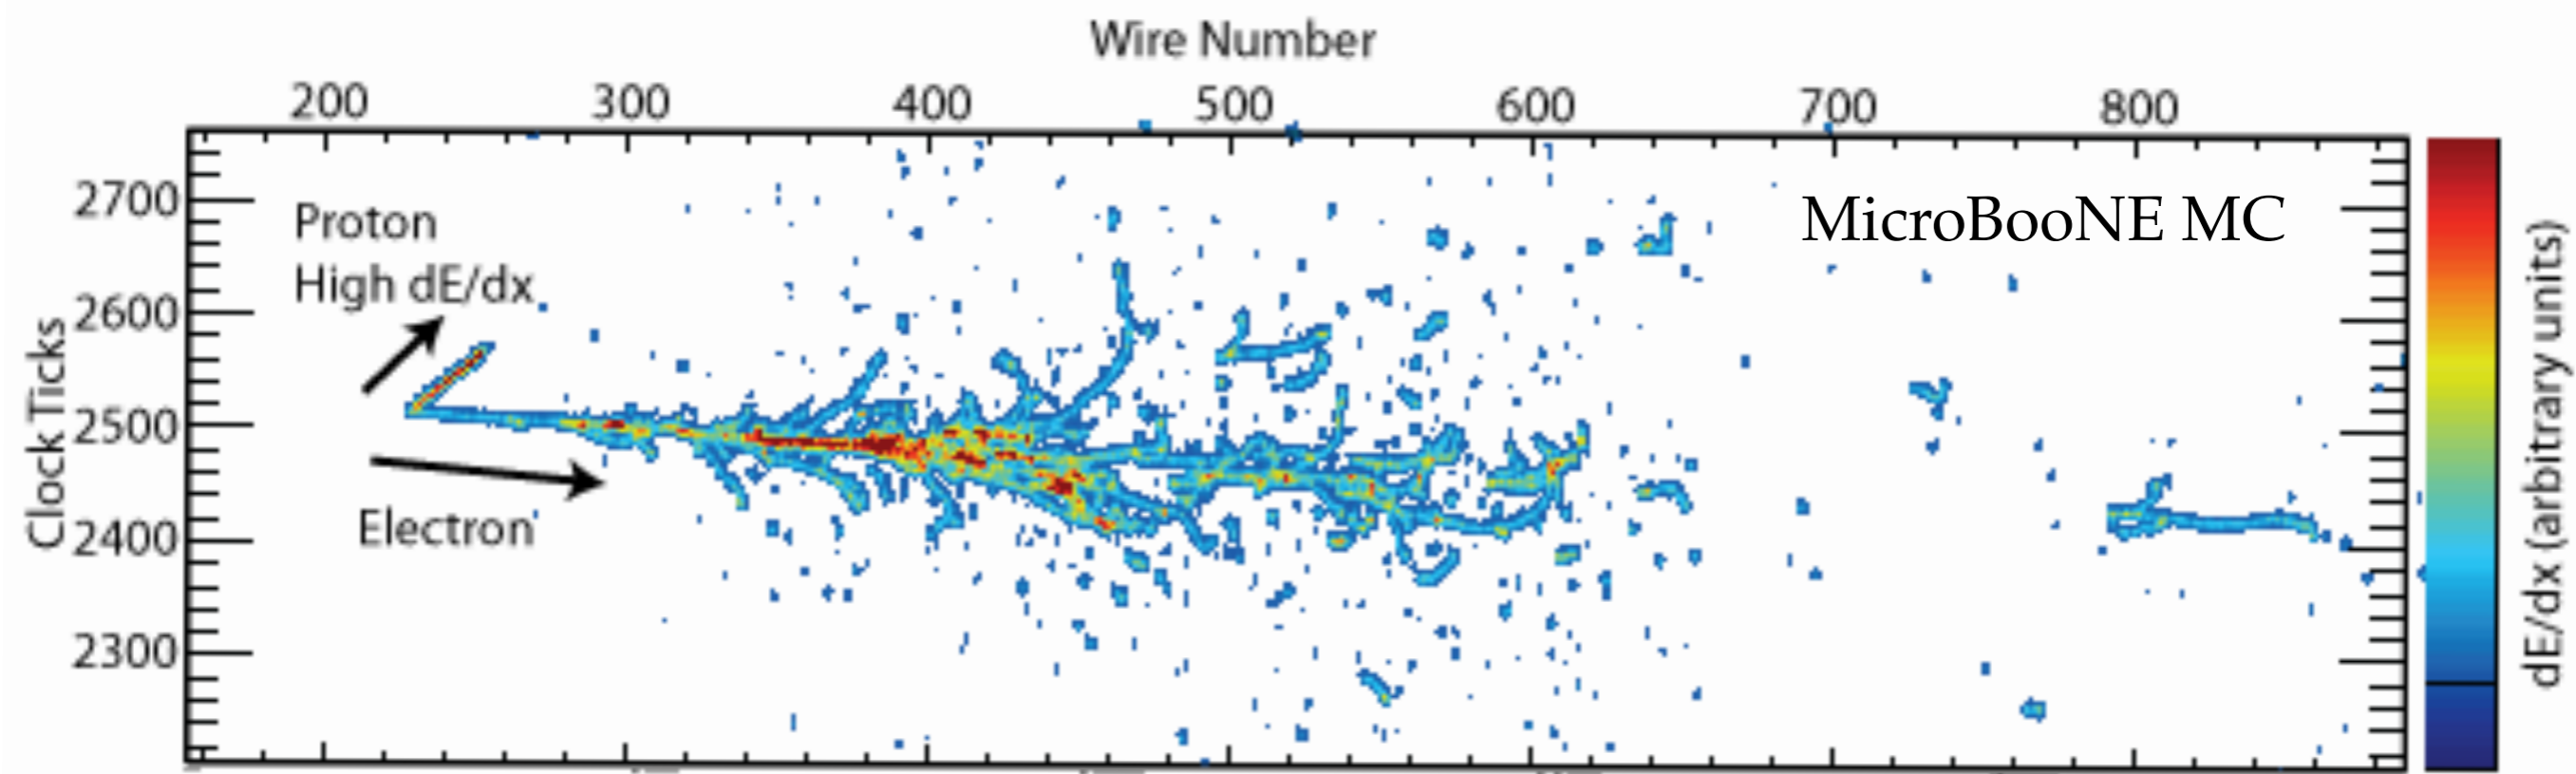 Wire Number
200 300 400 500 600 700 800
2700
2600
2500
2400
2300
Clock Ticks
Proton
High dE/dx
Electron
MicroBooNE MC
dE/dx (arbitrary units)